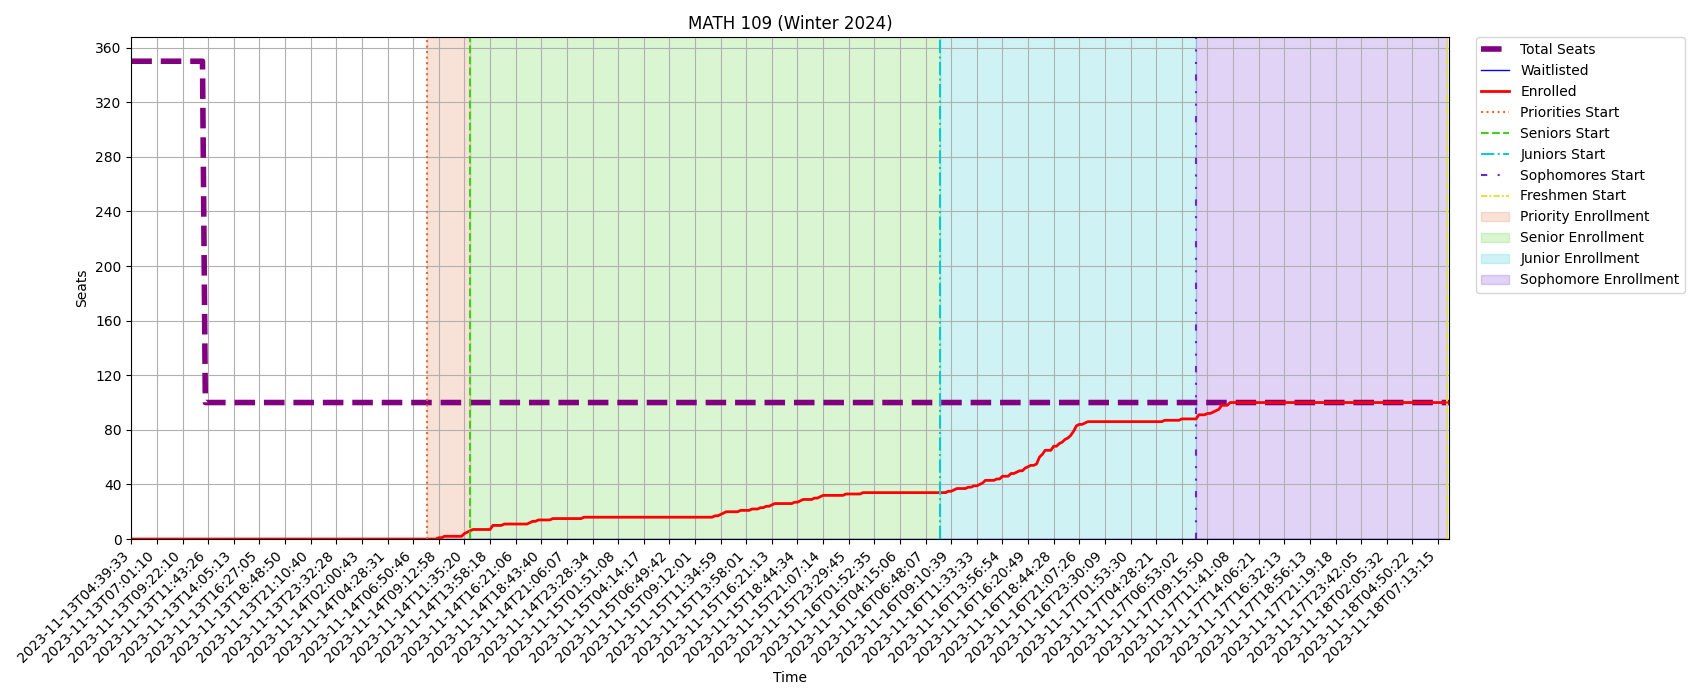 MATH 109 (Winter 2024)
360
320
280
240
200
160
120
80
40
0
Seats
Total Seats
Waitlisted
Enrolled
Priorities Start
Seniors Start
Juniors Start
Sophomores Start
Freshmen Start
Priority Enrollment
Senior Enrollment
Junior Enrollment
Sophomore Enrollment
2023-11-13T04:39:33
2023-11-13T07:01:10
2023-11-13T09:22:10
2023-11-13T11:43:26
2023-11-13T14:05:13
2023-11-13T16:27:05
2023-11-13T18:48:50
2023-11-13T21:10:40
2023-11-13T23:32:28
2023-11-14T02:00:43
2023-11-14T04:28:31
2023-11-14T06:50:46
2023-11-14T09:12:58
2023-11-14T11:35:20
2023-11-14T13:58:18
2023-11-14T16:21:06
2023-11-14T18:43:40
2023-11-14T21:06:07
2023-11-14T23:28:34
2023-11-15T01:51:08
2023-11-15T04:14:17
2023-11-15T06:49:42
2023-11-15T09:12:01
2023-11-15T11:34:59
2023-11-15T13:58:01
2023-11-15T16:21:13
2023-11-15T18:44:37
2023-11-15T21:07:14
2023-11-15T23:29:45
2023-11-16T01:52:35
2023-11-16T04:15:06
2023-11-16T06:48:07
2023-11-16T09:10:39
2023-11-16T11:33:33
2023-11-16T13:56:54
2023-11-16T16:20:49
2023-11-16T18:44:28
2023-11-16T21:07:26
2023-11-16T23:30:09
2023-11-17T01:53:30
2023-11-17T04:28:21
2023-11-17T06:53:02
2023-11-17T09:15:50
2023-11-17T11:41:08
2023-11-17T14:06:21
2023-11-17T16:32:13
2023-11-17T18:56:13
2023-11-17T21:19:18
2023-11-17T23:42:05
2023-11-18T02:05:32
2023-11-18T04:50:22
2023-11-18T07:13:15
Time